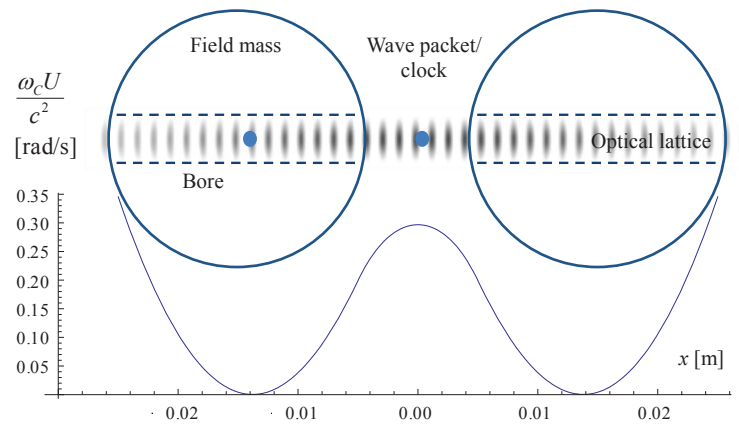 Field mass
Wave packet/
clock
ω_C U
c²
[rad/s]
Optical lattice
Bore
0.35
0.30
0.25
0.20
0.15
0.10
0.05
x [m]
0.02
0.01
0.00
0.01
0.02